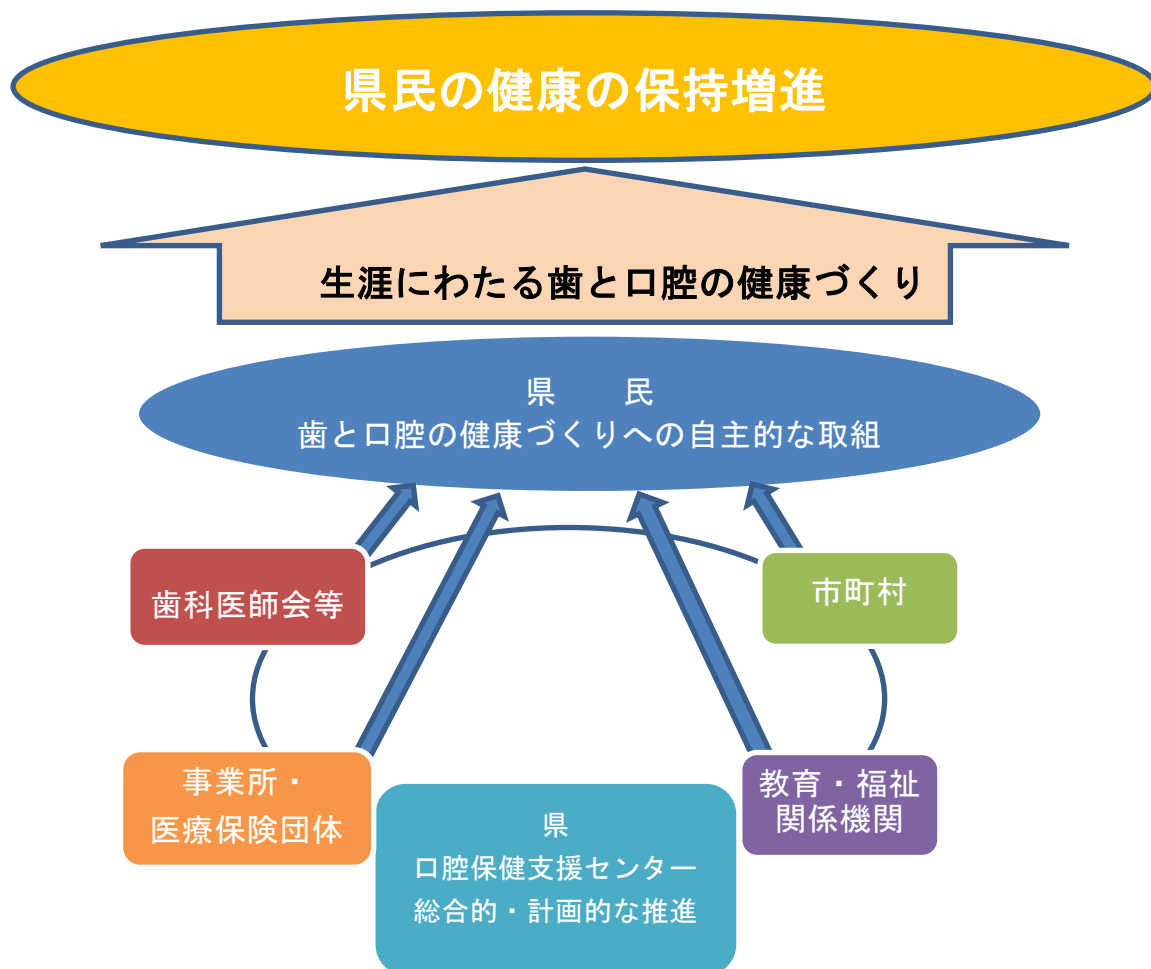 県民の健康の保持増進
生涯にわたる歯と口腔の健康づくり
県　　民
歯と口腔の健康づくりへの自主的な取組
歯科医師会等
市町村
事業所・
医療保険団体
教育・福祉
関係機関
県
口腔保健支援センター
総合的・計画的な推進